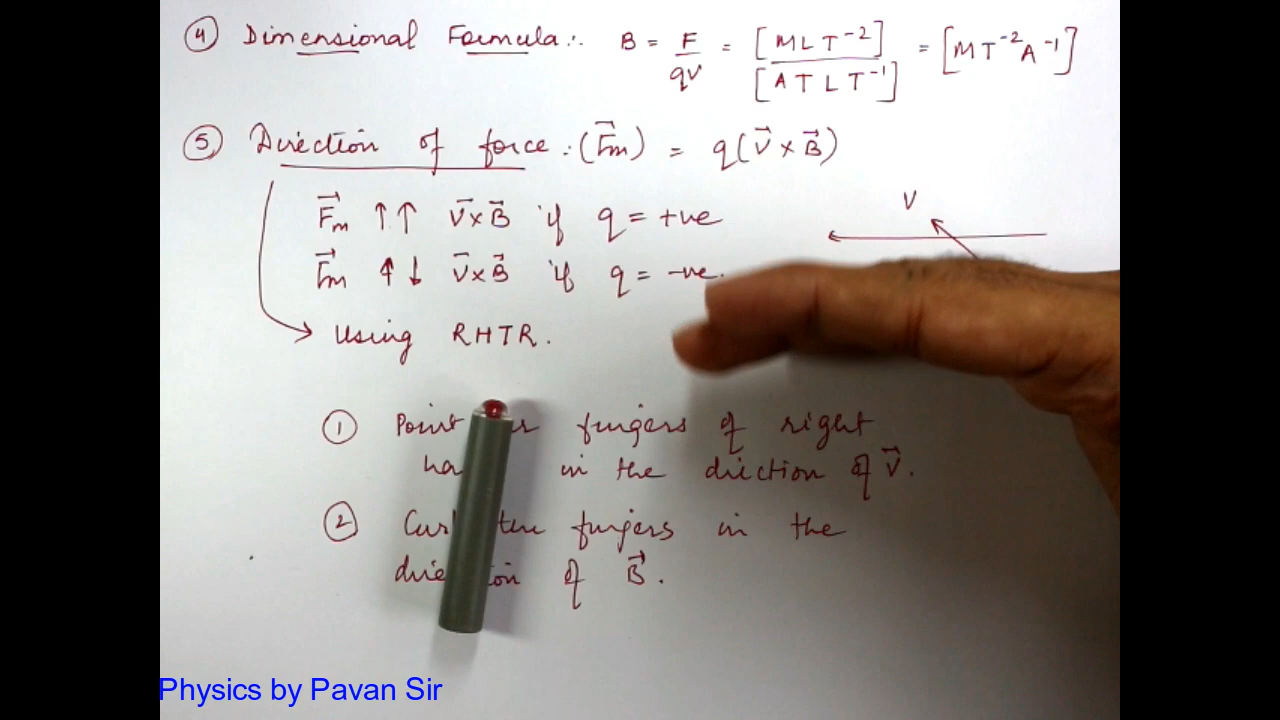 ④ Dimensional Formula :. B = F/qv = [MLT⁻²]/[ATLT⁻¹] = [MT⁻²A⁻¹]
⑤ Direction of force : (F⃗m) = q(V⃗ × B⃗)
F⃗m ↑↑ V⃗×B⃗ if q = +ve
V
F⃗m ↑↓ V⃗×B⃗ if q = -ve.
Using RHTR.
① Point fingers of right
in the direction of V⃗.
② fingers in the
of B⃗.
Physics by Pavan Sir